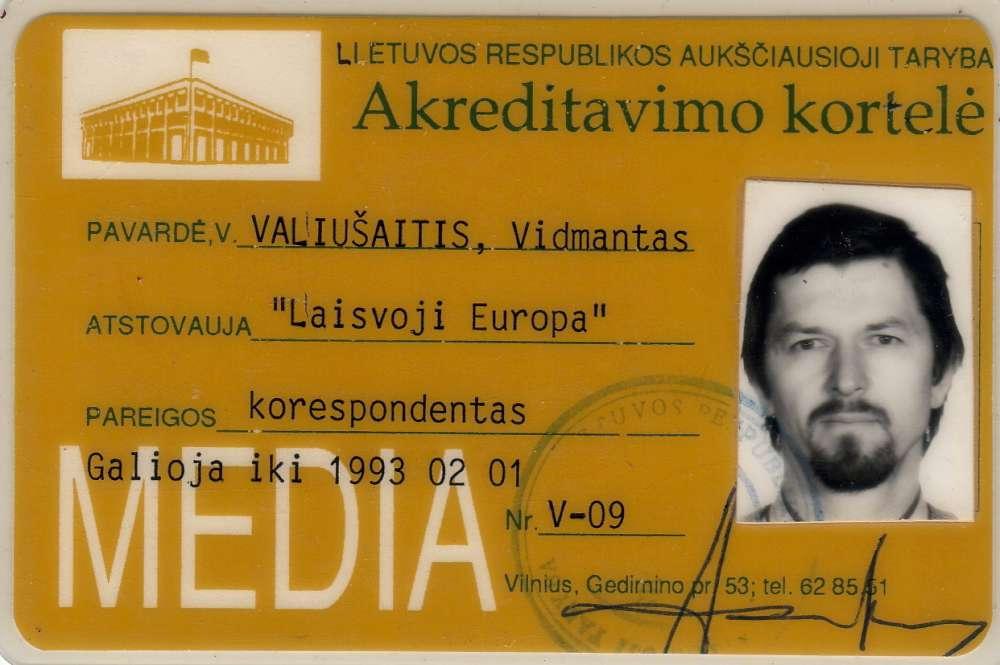 LIETUVOS RESPUBLIKOS AUKŠČIAUSIOJI TARYBA
Akreditavimo kortelė
PAVARDĖ,V. VALIUŠAITIS, Vidmantas
ATSTOVAUJA "Laisvoji Europa"
PAREIGOS korespondentas
Galioja iki 1993 02 01
MEDIA
Nr. V-09
Vilnius, Gedimino pr. 53; tel. 62 85 51